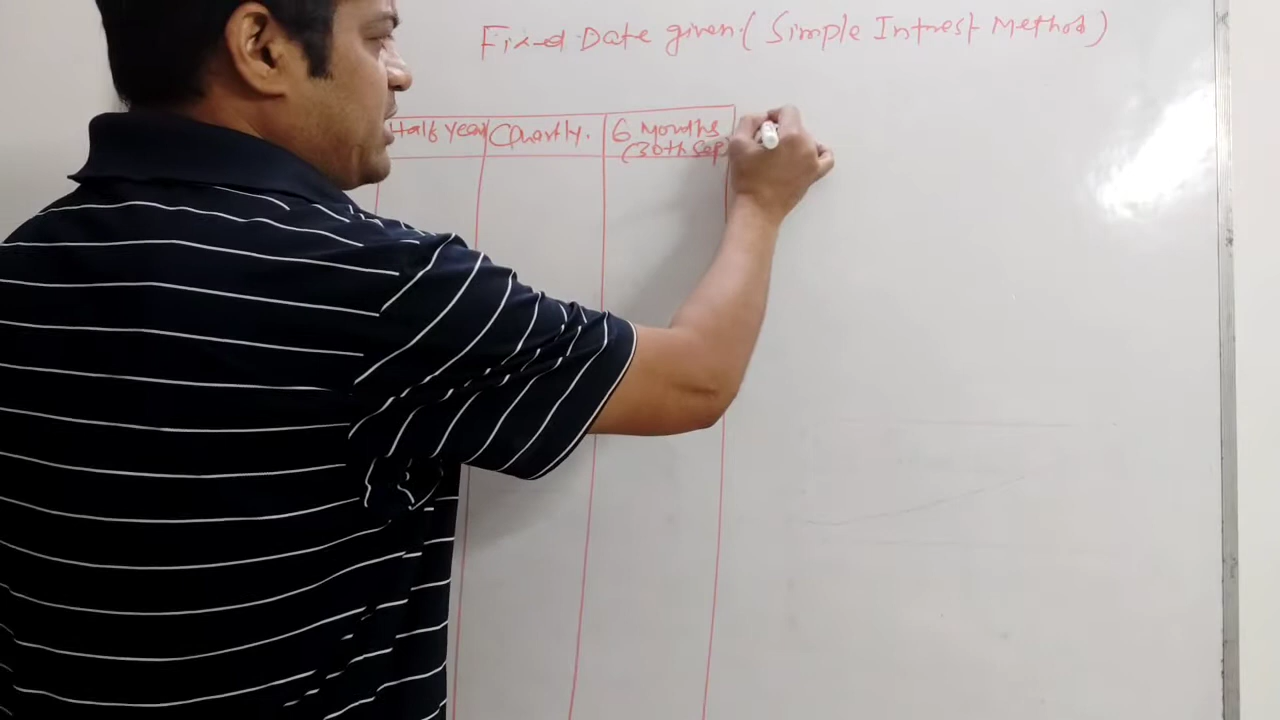 Fixed Date given. (Simple Intrest Method)
Half Year
Quartly.
6 Months
(30th Sep